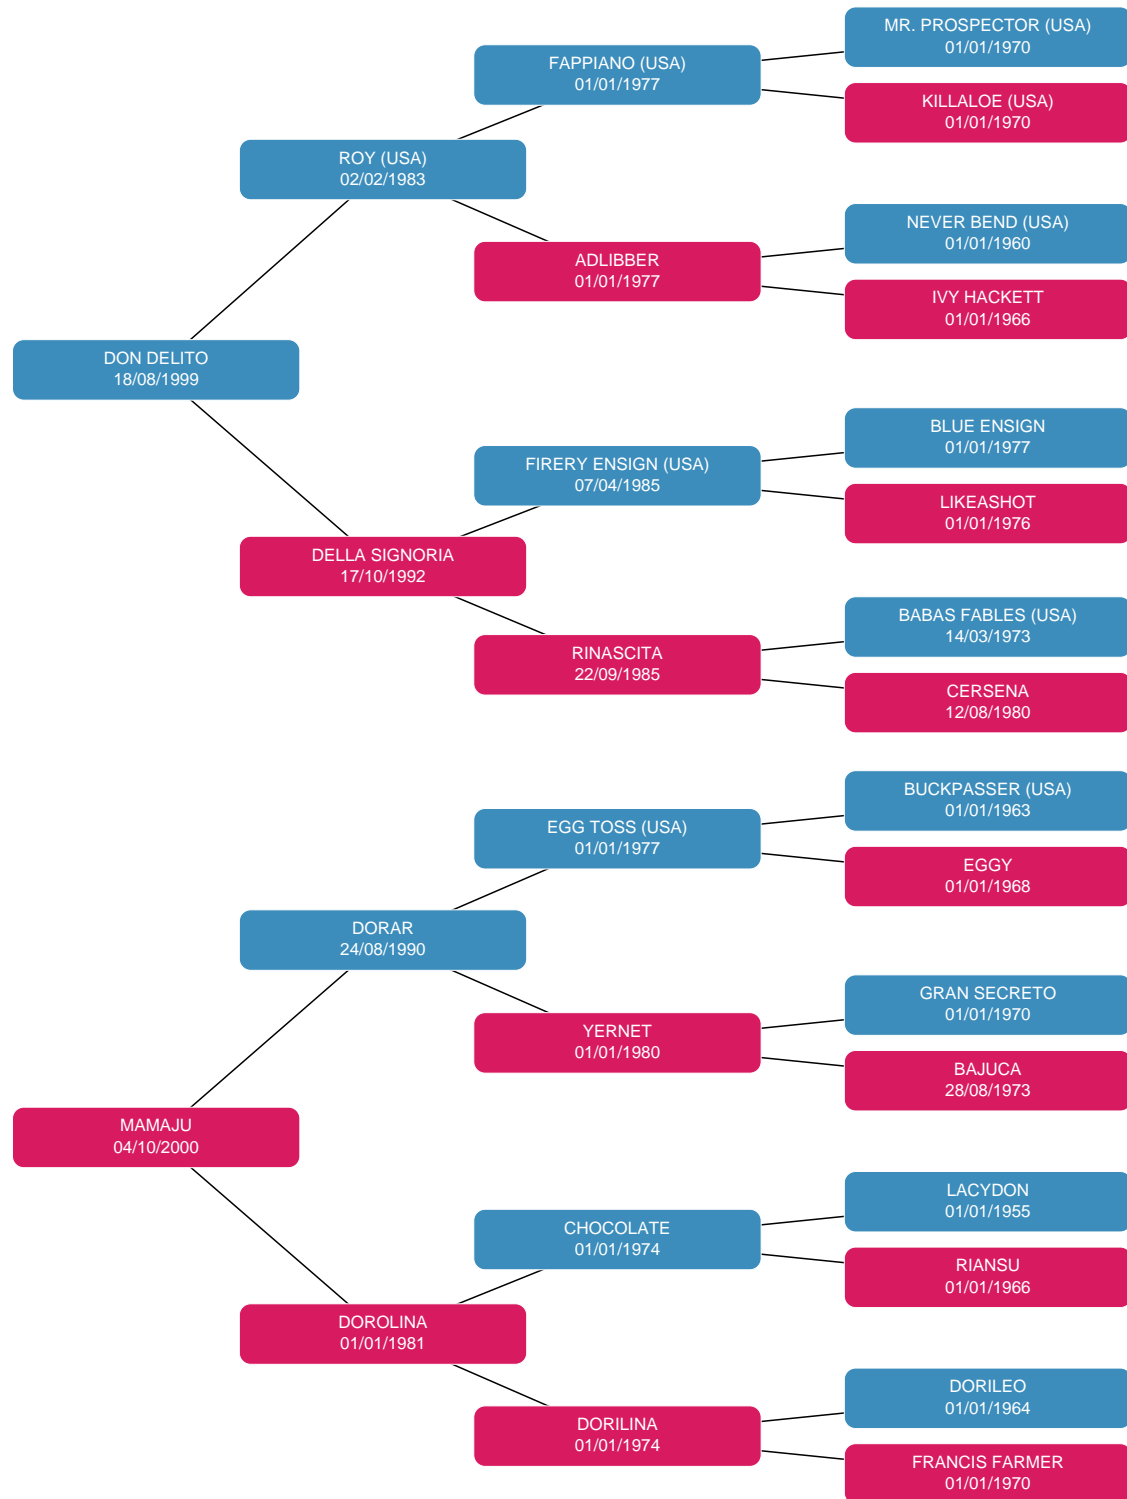 MR. PROSPECTOR (USA)
01/01/1970
FAPPIANO (USA)
01/01/1977
KILLALOE (USA)
01/01/1970
ROY (USA)
02/02/1983
NEVER BEND (USA)
01/01/1960
ADLIBBER
01/01/1977
IVY HACKETT
01/01/1966
DON DELITO
18/08/1999
BLUE ENSIGN
01/01/1977
FIRERY ENSIGN (USA)
07/04/1985
LIKEASHOT
01/01/1976
DELLA SIGNORIA
17/10/1992
BABAS FABLES (USA)
14/03/1973
RINASCITA
22/09/1985
CERSENA
12/08/1980
BUCKPASSER (USA)
01/01/1963
EGG TOSS (USA)
01/01/1977
EGGY
01/01/1968
DORAR
24/08/1990
GRAN SECRETO
01/01/1970
YERNET
01/01/1980
BAJUCA
28/08/1973
MAMAJU
04/10/2000
LACYDON
01/01/1955
CHOCOLATE
01/01/1974
RIANSU
01/01/1966
DOROLINA
01/01/1981
DORILEO
01/01/1964
DORILINA
01/01/1974
FRANCIS FARMER
01/01/1970